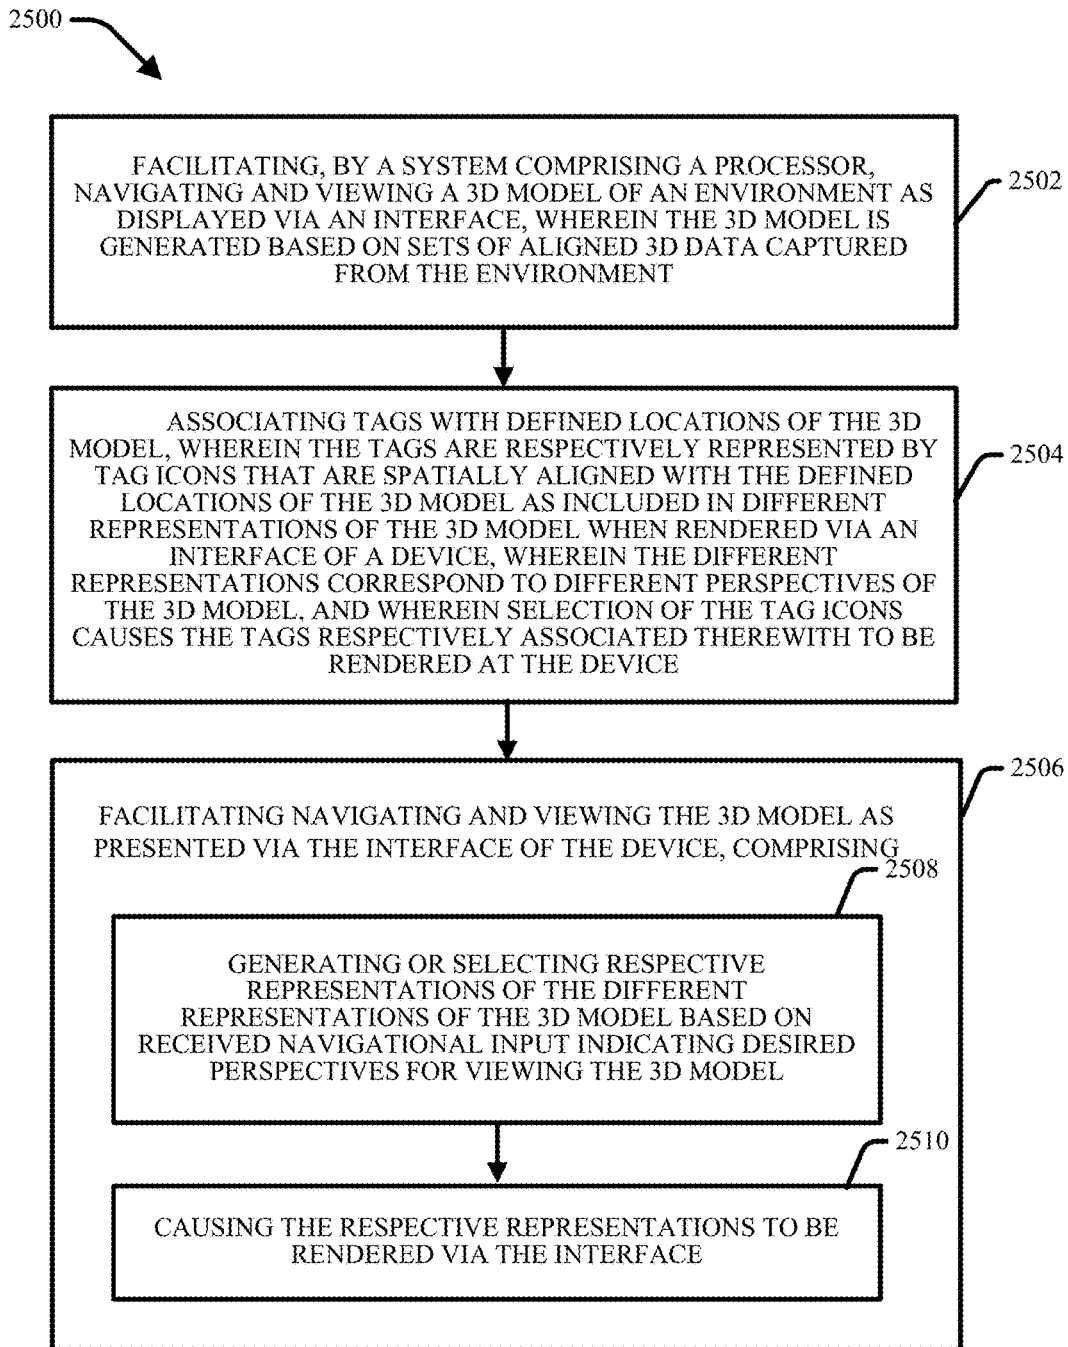 2500
FACILITATING, BY A SYSTEM COMPRISING A PROCESSOR,
NAVIGATING AND VIEWING A 3D MODEL OF AN ENVIRONMENT AS
DISPLAYED VIA AN INTERFACE, WHEREIN THE 3D MODEL IS
GENERATED BASED ON SETS OF ALIGNED 3D DATA CAPTURED
FROM THE ENVIRONMENT
2502
ASSOCIATING TAGS WITH DEFINED LOCATIONS OF THE 3D
MODEL, WHEREIN THE TAGS ARE RESPECTIVELY REPRESENTED BY
TAG ICONS THAT ARE SPATIALLY ALIGNED WITH THE DEFINED
LOCATIONS OF THE 3D MODEL AS INCLUDED IN DIFFERENT
REPRESENTATIONS OF THE 3D MODEL WHEN RENDERED VIA AN
INTERFACE OF A DEVICE, WHEREIN THE DIFFERENT
REPRESENTATIONS CORRESPOND TO DIFFERENT PERSPECTIVES OF
THE 3D MODEL, AND WHEREIN SELECTION OF THE TAG ICONS
CAUSES THE TAGS RESPECTIVELY ASSOCIATED THEREWITH TO BE
RENDERED AT THE DEVICE
2504
2506
FACILITATING NAVIGATING AND VIEWING THE 3D MODEL AS
PRESENTED VIA THE INTERFACE OF THE DEVICE, COMPRISING
2508
GENERATING OR SELECTING RESPECTIVE
REPRESENTATIONS OF THE DIFFERENT
REPRESENTATIONS OF THE 3D MODEL BASED ON
RECEIVED NAVIGATIONAL INPUT INDICATING DESIRED
PERSPECTIVES FOR VIEWING THE 3D MODEL
2510
CAUSING THE RESPECTIVE REPRESENTATIONS TO BE
RENDERED VIA THE INTERFACE